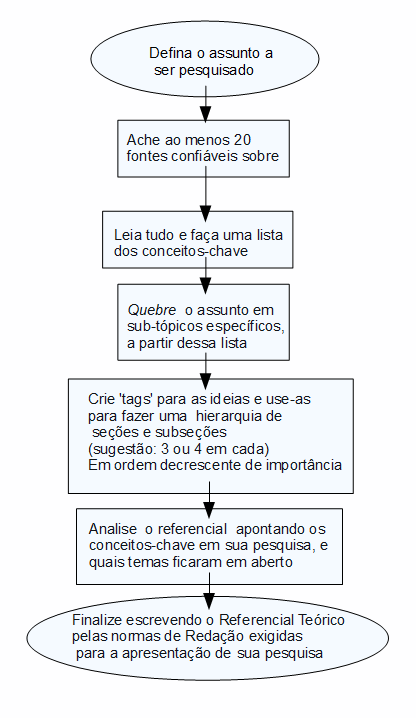 Defina o assunto a
ser pesquisado
Ache ao menos 20
fontes confiáveis sobre
Leia tudo e faça uma lista
dos conceitos-chave
Quebre o assunto em
sub-tópicos específicos,
a partir dessa lista
Crie 'tags' para as ideias e use-as
para fazer uma hierarquia de
seções e subseções
(sugestão: 3 ou 4 em cada)
Em ordem decrescente de importância
Analise o referencial apontando os
conceitos-chave em sua pesquisa, e
quais temas ficaram em aberto
Finalize escrevendo o Referencial Teórico
pelas normas de Redação exigidas
para a apresentação de sua pesquisa